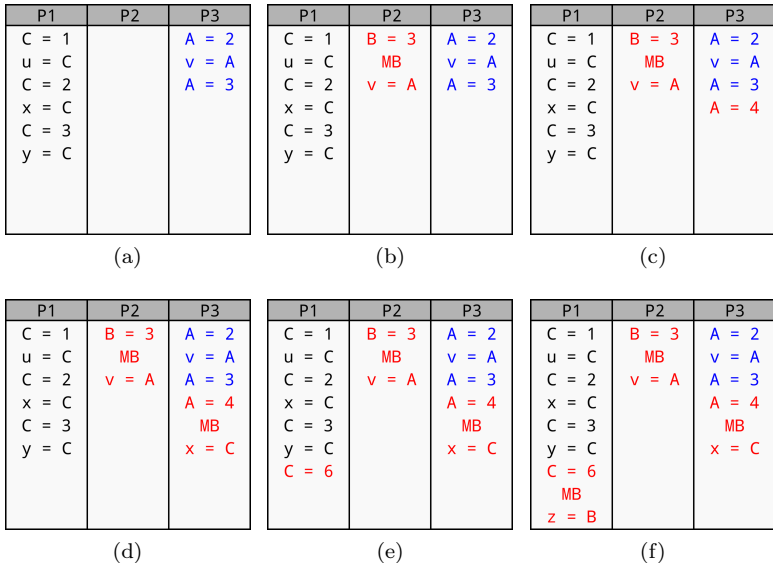 P1 P2 P3 P1 P2 P3 P1 P2 P3
C = 1 A = 2 C = 1 B = 3 A = 2 C = 1 B = 3 A = 2
u = C v = A u = C MB v = A u = C MB v = A
C = 2 A = 3 C = 2 v = A A = 3 C = 2 v = A A = 3
x = C x = C x = C A = 4
C = 3 C = 3 C = 3
y = C y = C y = C
(a) (b) (c)
P1 P2 P3 P1 P2 P3 P1 P2 P3
C = 1 B = 3 A = 2 C = 1 B = 3 A = 2 C = 1 B = 3 A = 2
u = C MB v = A u = C MB v = A u = C MB v = A
C = 2 v = A A = 3 C = 2 v = A A = 3 C = 2 v = A A = 3
x = C A = 4 x = C A = 4 x = C A = 4
C = 3 MB C = 3 MB C = 3 MB
y = C x = C y = C x = C y = C x = C
C = 6 C = 6
MB
z = B
(d) (e) (f)